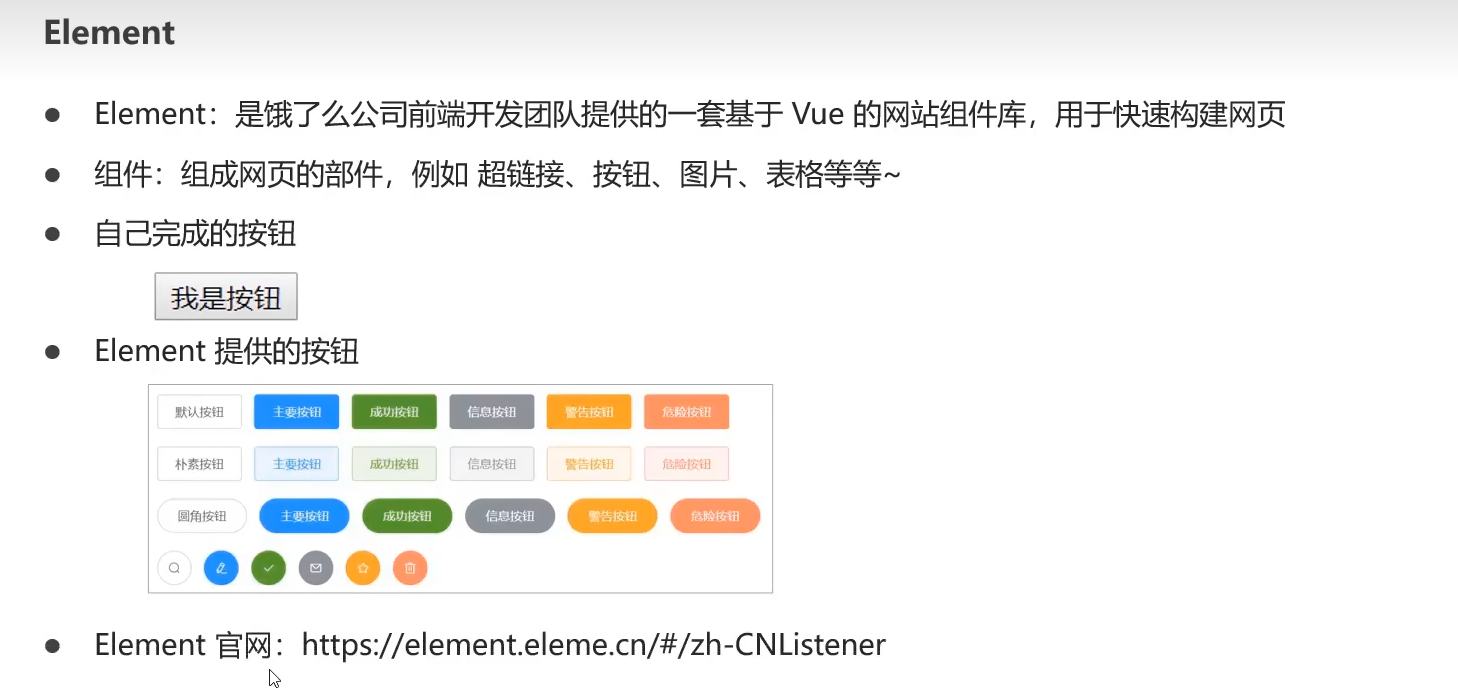 Element
Element：是饿了么公司前端开发团队提供的一套基于 Vue 的网站组件库，用于快速构建网页
组件：组成网页的部件，例如 超链接、按钮、图片、表格等等~
自己完成的按钮
我是按钮
Element 提供的按钮
默认按钮 主要按钮 成功按钮 信息按钮 警告按钮 危险按钮
朴素按钮 主要按钮 成功按钮 信息按钮 警告按钮 危险按钮
圆角按钮 主要按钮 成功按钮 信息按钮 警告按钮 危险按钮
Element 官网：https://element.eleme.cn/#/zh-CNListener